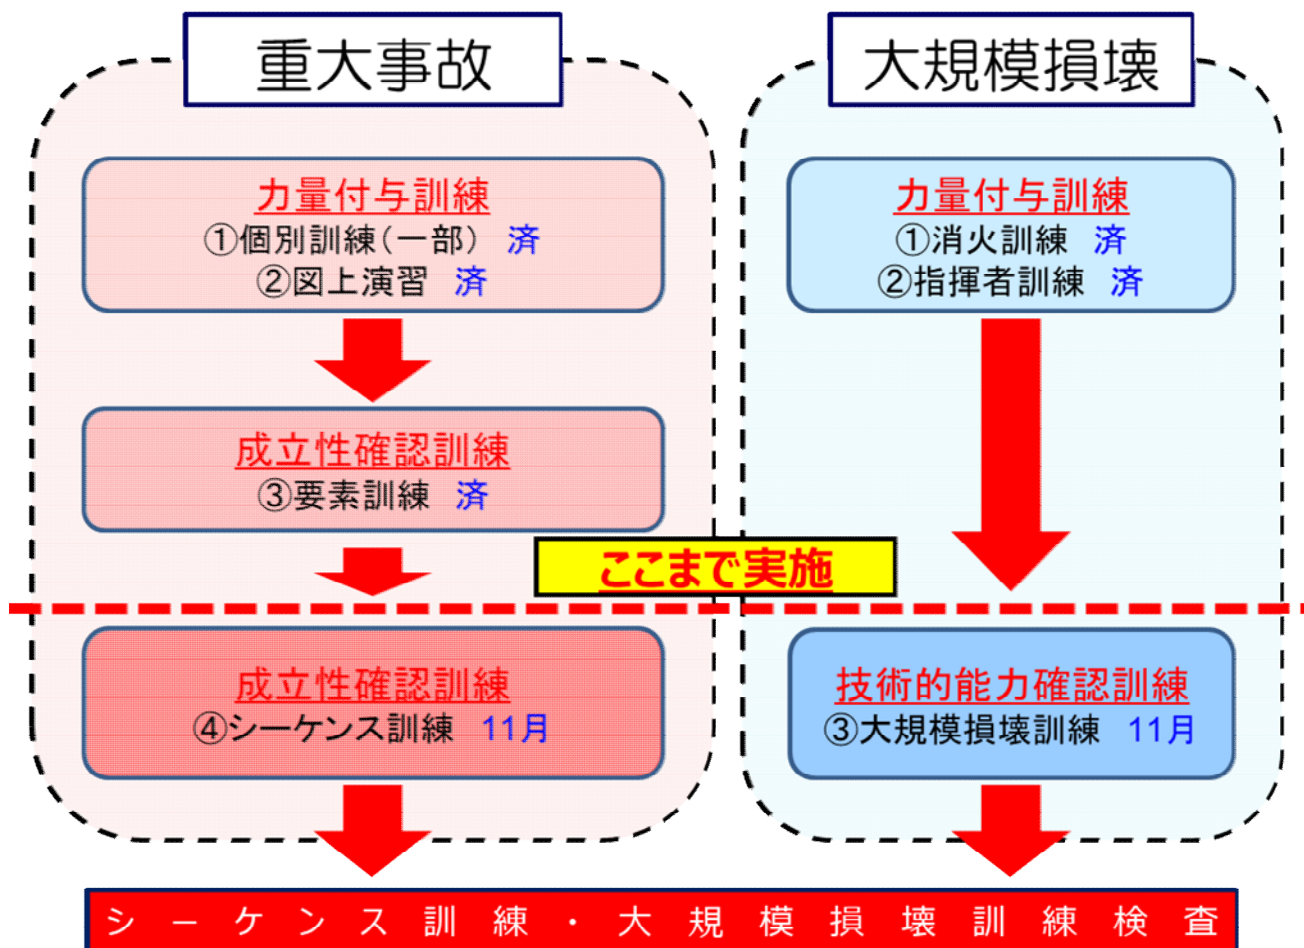 重大事故
力量付与訓練
①個別訓練(一部) 済
②図上演習 済
成立性確認訓練
③要素訓練 済
大規模損壊
力量付与訓練
①消火訓練 済
②指揮者訓練 済
ここまで実施
成立性確認訓練
④シーケンス訓練 11月
技術的能力確認訓練
③大規模損壊訓練 11月
シーケンス訓練・大規模損壊訓練検査